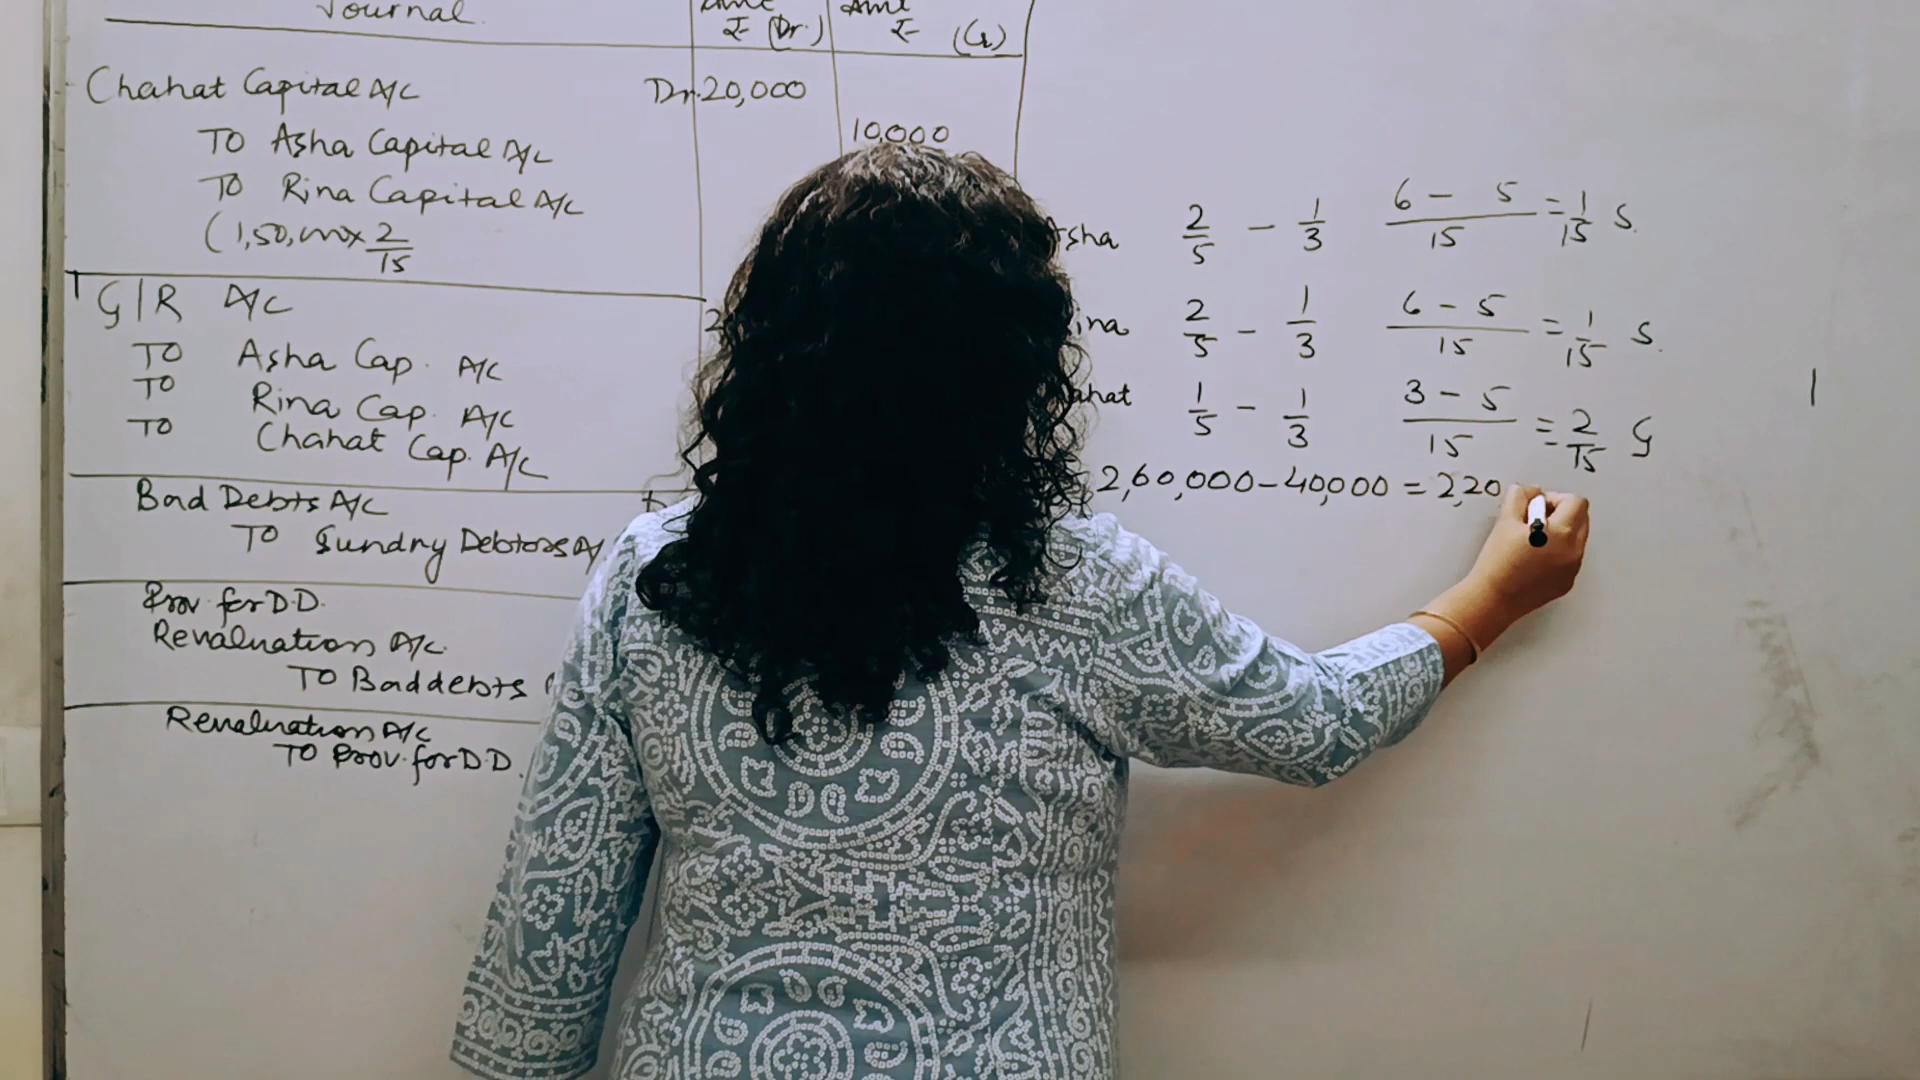 Journal.
Amt Amt
₹ (Dr.) ₹ (Cr)
Chahat Capital A/C Dr. 20,000
TO Asha Capital A/C 10,000
TO Rina Capital A/C
(1,50,000x 2/15
G/R A/C
TO Asha Cap. A/C
TO Rina Cap. A/C
TO Chahat Cap. A/C
Bad Debts A/C
TO Sundry Debtors A/
Prov. for D.D.
Revaluation A/C.
TO Bad debts
Revaluation A/C
TO Prov. for D.D.
sha 2/5 - 1/3 6 - 5/15 = 1/15 S.
ina 2/5 - 1/3 6 - 5/15 = 1/15 S.
ahat 1/5 - 1/3 3 - 5/15 = 2/15 G
2,60,000 - 40,000 = 2,20